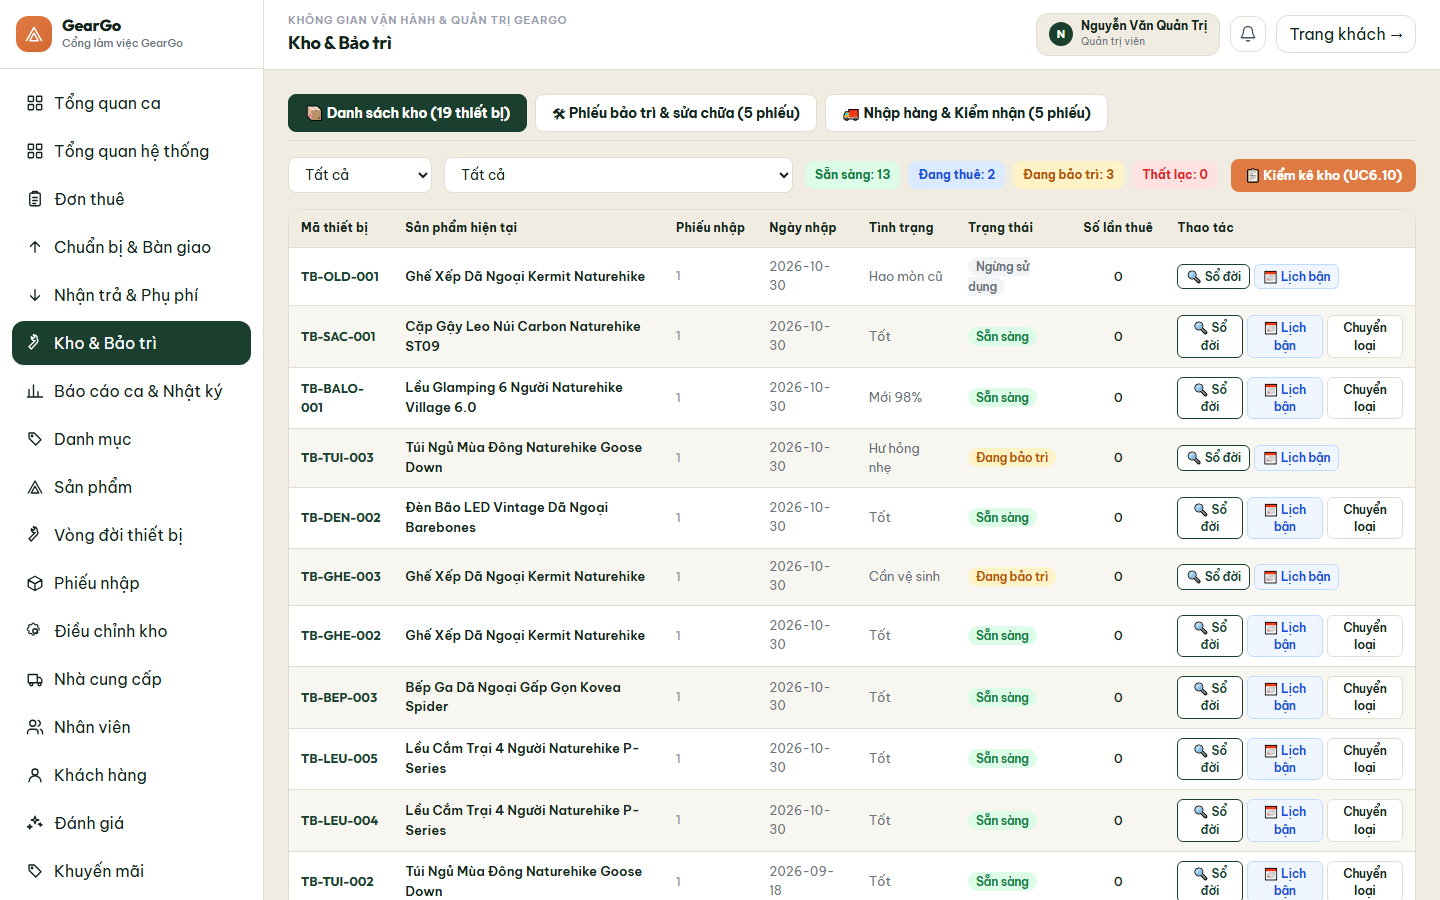 GearGo
Cổng làm việc GearGo
Tổng quan ca
Tổng quan hệ thống
Đơn thuê
Chuẩn bị & Bàn giao
Nhận trả & Phụ phí
Kho & Bảo trì
Báo cáo ca & Nhật ký
Danh mục
Sản phẩm
Vòng đời thiết bị
Phiếu nhập
Điều chỉnh kho
Nhà cung cấp
Nhân viên
Khách hàng
Đánh giá
Khuyến mãi
KHÔNG GIAN VẬN HÀNH & QUẢN TRỊ GEARGO
Kho & Bảo trì
N
Nguyễn Văn Quản Trị
Quản trị viên
Trang khách →
Danh sách kho (19 thiết bị)
Phiếu bảo trì & sửa chữa (5 phiếu)
Nhập hàng & Kiểm nhận (5 phiếu)
Tất cả
Tất cả
Sẵn sàng: 13
Đang thuê: 2
Đang bảo trì: 3
Thất lạc: 0
Kiểm kê kho (UC6.10)
Mã thiết bị Sản phẩm hiện tại Phiếu nhập Ngày nhập Tình trạng Trạng thái Số lần thuê Thao tác
TB-OLD-001 Ghế Xếp Dã Ngoại Kermit Naturehike 1 2026-10-30 Hao mòn cũ Ngừng sử dụng 0 Sổ đời Lịch bận
TB-SAC-001 Cặp Gậy Leo Núi Carbon Naturehike ST09 1 2026-10-30 Tốt Sẵn sàng 0 Sổ đời Lịch bận Chuyển loại
TB-BALO-001 Lều Glamping 6 Người Naturehike Village 6.0 1 2026-10-30 Mới 98% Sẵn sàng 0 Sổ đời Lịch bận Chuyển loại
TB-TUI-003 Túi Ngủ Mùa Đông Naturehike Goose Down 1 2026-10-30 Hư hỏng nhẹ Đang bảo trì 0 Sổ đời Lịch bận
TB-DEN-002 Đèn Bão LED Vintage Dã Ngoại Barebones 1 2026-10-30 Tốt Sẵn sàng 0 Sổ đời Lịch bận Chuyển loại
TB-GHE-003 Ghế Xếp Dã Ngoại Kermit Naturehike 1 2026-10-30 Cần vệ sinh Đang bảo trì 0 Sổ đời Lịch bận
TB-GHE-002 Ghế Xếp Dã Ngoại Kermit Naturehike 1 2026-10-30 Tốt Sẵn sàng 0 Sổ đời Lịch bận Chuyển loại
TB-BEP-003 Bếp Ga Dã Ngoại Gấp Gọn Kovea Spider 1 2026-10-30 Tốt Sẵn sàng 0 Sổ đời Lịch bận Chuyển loại
TB-LEU-005 Lều Cắm Trại 4 Người Naturehike P-Series 1 2026-10-30 Tốt Sẵn sàng 0 Sổ đời Lịch bận Chuyển loại
TB-LEU-004 Lều Cắm Trại 4 Người Naturehike P-Series 1 2026-10-30 Tốt Sẵn sàng 0 Sổ đời Lịch bận Chuyển loại
TB-TUI-002 Túi Ngủ Mùa Đông Naturehike Goose Down 1 2026-09-18 Tốt Sẵn sàng 0 Sổ đời Lịch bận Chuyển loại